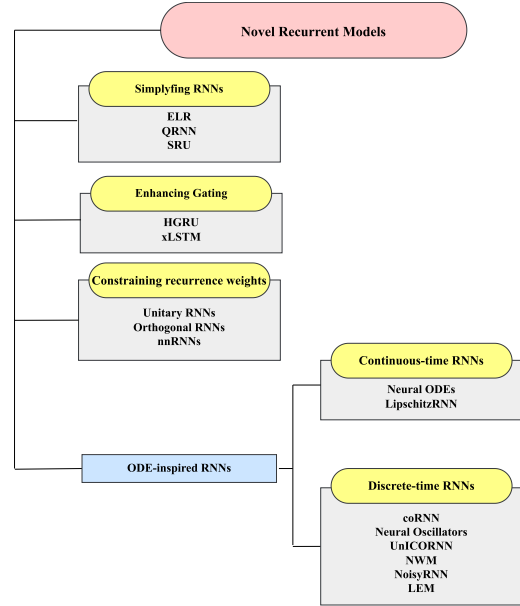 Novel Recurrent Models
Simplyfing RNNs
ELR
QRNN
SRU
Enhancing Gating
HGRU
xLSTM
Constraining recurrence weights
Unitary RNNs
Orthogonal RNNs
nnRNNs
ODE-inspired RNNs
Continuous-time RNNs
Neural ODEs
LipschitzRNN
Discrete-time RNNs
coRNN
Neural Oscillators
UnICORNN
NWM
NoisyRNN
LEM